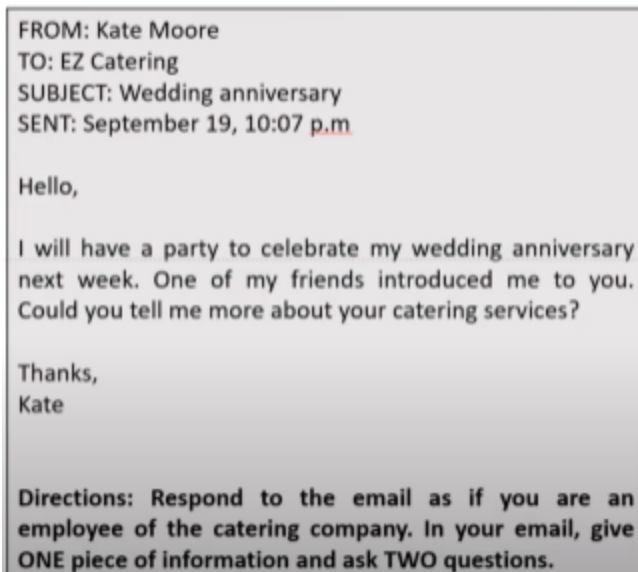 FROM: Kate Moore
TO: EZ Catering
SUBJECT: Wedding anniversary
SENT: September 19, 10:07 p.m
Hello,
I will have a party to celebrate my wedding anniversary
next week. One of my friends introduced me to you.
Could you tell me more about your catering services?
Thanks,
Kate
Directions: Respond to the email as if you are an
employee of the catering company. In your email, give
ONE piece of information and ask TWO questions.